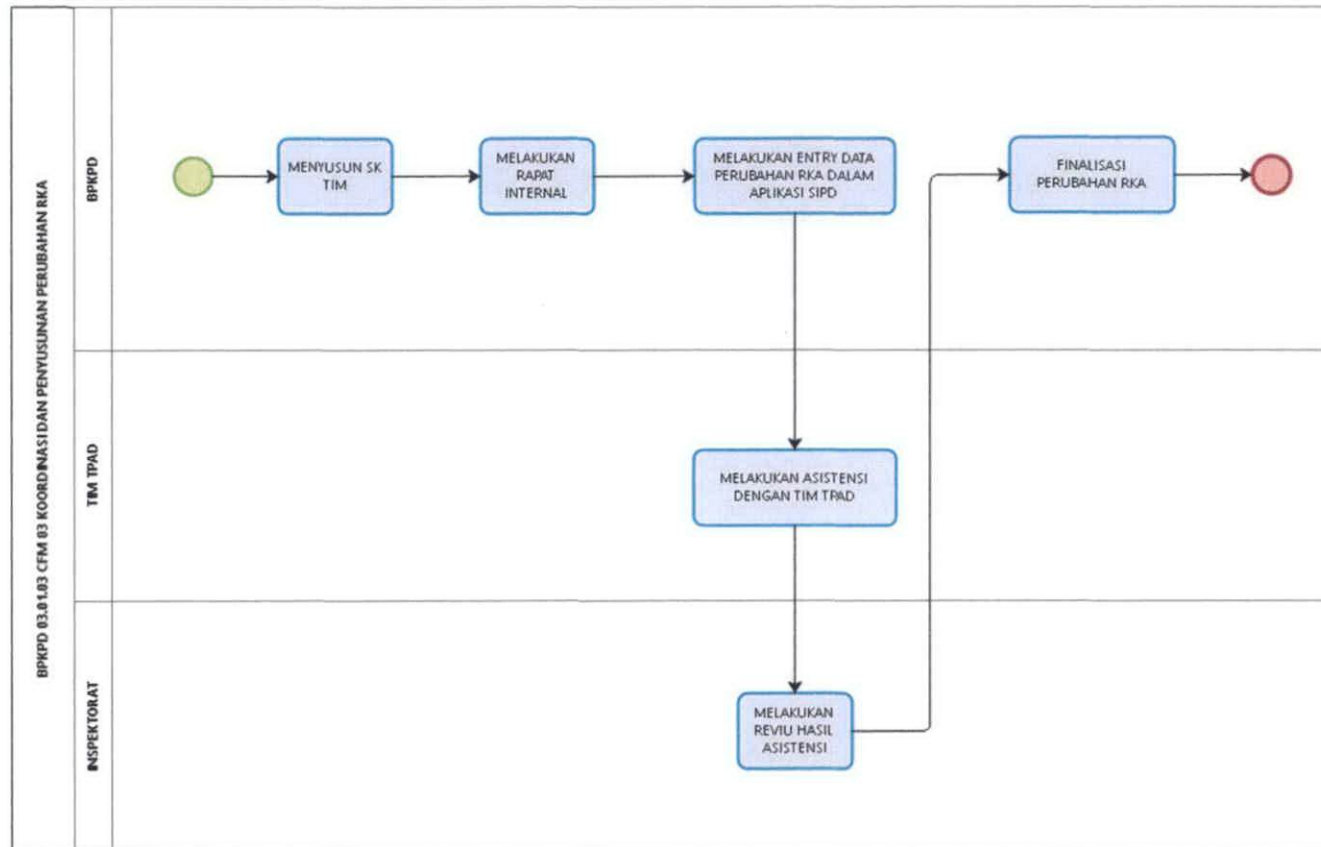 BPKPD 03.01.03 CFM 03 KOORDINASI DAN PENYUSUNAN PERUBAHAN RKA
BPKPD
MENYUSUN SK
TIM
MELAKUKAN
RAPAT
INTERNAL
MELAKUKAN ENTRY DATA
PERUBAHAN RKA DALAM
APLIKASI SIPD
FINALISASI
PERUBAHAN RKA
TIM TPAD
MELAKUKAN ASISTENSI
DENGAN TIM TPAD
INSPEKTORAT
MELAKUKAN
REVIU HASIL
ASISTENSI